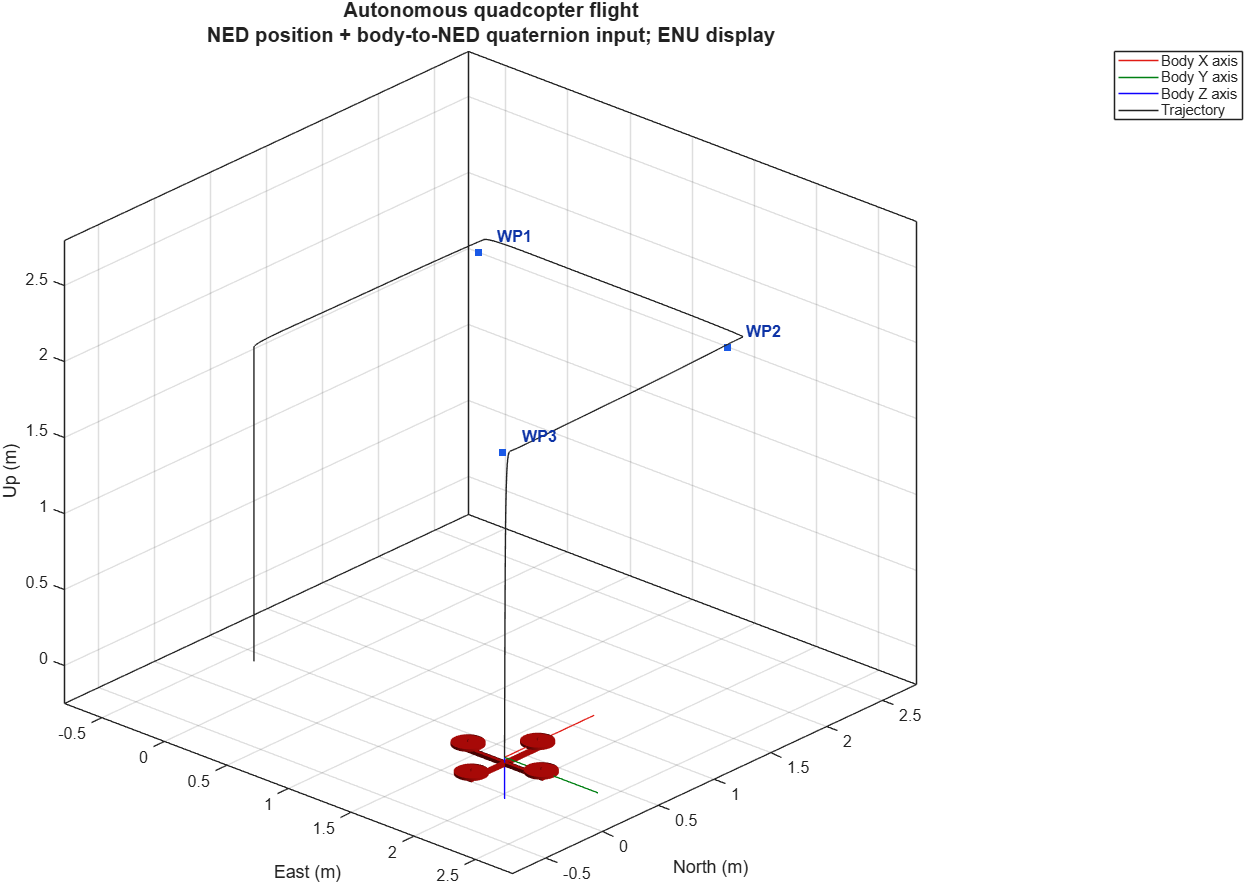 Autonomous quadcopter flight
NED position + body-to-NED quaternion input; ENU display
Body X axis
Body Y axis
Body Z axis
Trajectory
WP1
WP2
WP3
Up (m)
2.5
2
1.5
1
0.5
0
-0.5
0
0.5
1
1.5
2
2.5
East (m)
-0.5
0
0.5
1
1.5
2
2.5
North (m)